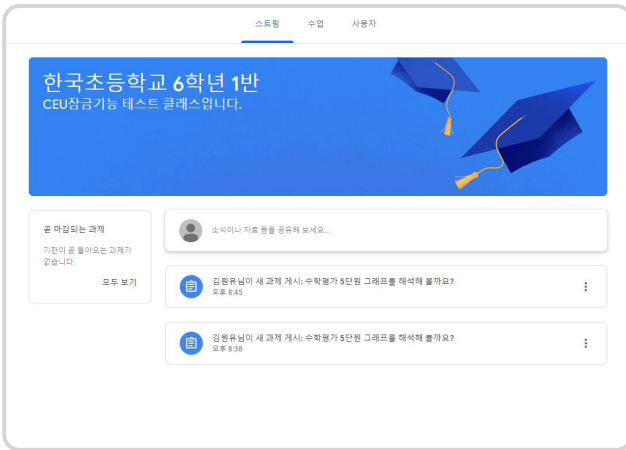 스트림 수업 사용자
한국초등학교 6학년 1반
CEU잠금기능 테스트 클래스입니다.
곧 마감되는 과제
기한이 곧 돌아오는 과제가
없습니다.
모두 보기
소식이나 자료 등을 공유해 보세요...
김원유님이 새 과제 게시: 수학평가 5단원 그래프를 해석해 볼까요?
오후 8:45
김원유님이 새 과제 게시: 수학평가 5단원 그래프를 해석해 볼까요?
오후 8:38